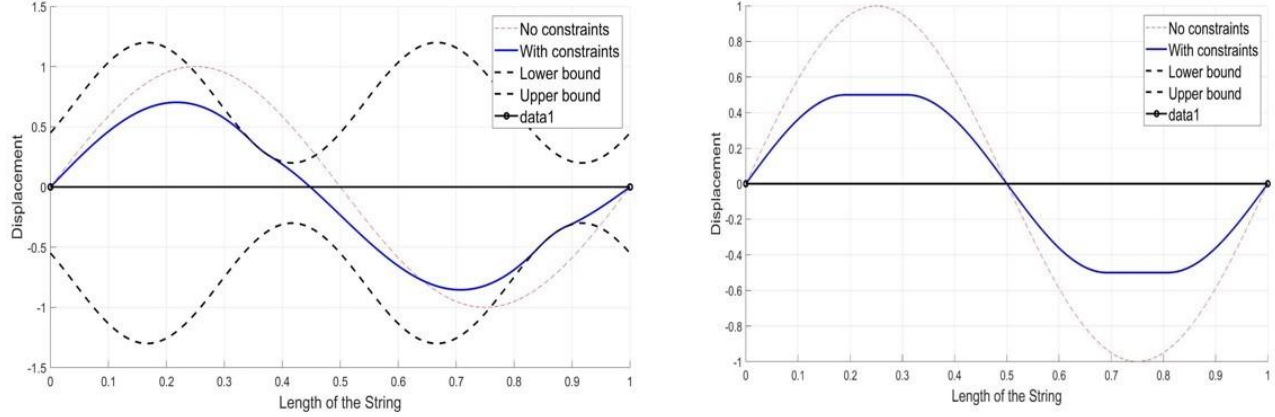 1.5
1
0.5
0
-0.5
-1
-1.5
Displacement
0 0.1 0.2 0.3 0.4 0.5 0.6 0.7 0.8 0.9 1
Length of the String
No constraints
With constraints
Lower bound
Upper bound
data1
1
0.8
0.6
0.4
0.2
0
-0.2
-0.4
-0.6
-0.8
-1
Displacement
0 0.1 0.2 0.3 0.4 0.5 0.6 0.7 0.8 0.9 1
Length of the String
No constraints
With constraints
Lower bound
Upper bound
data1